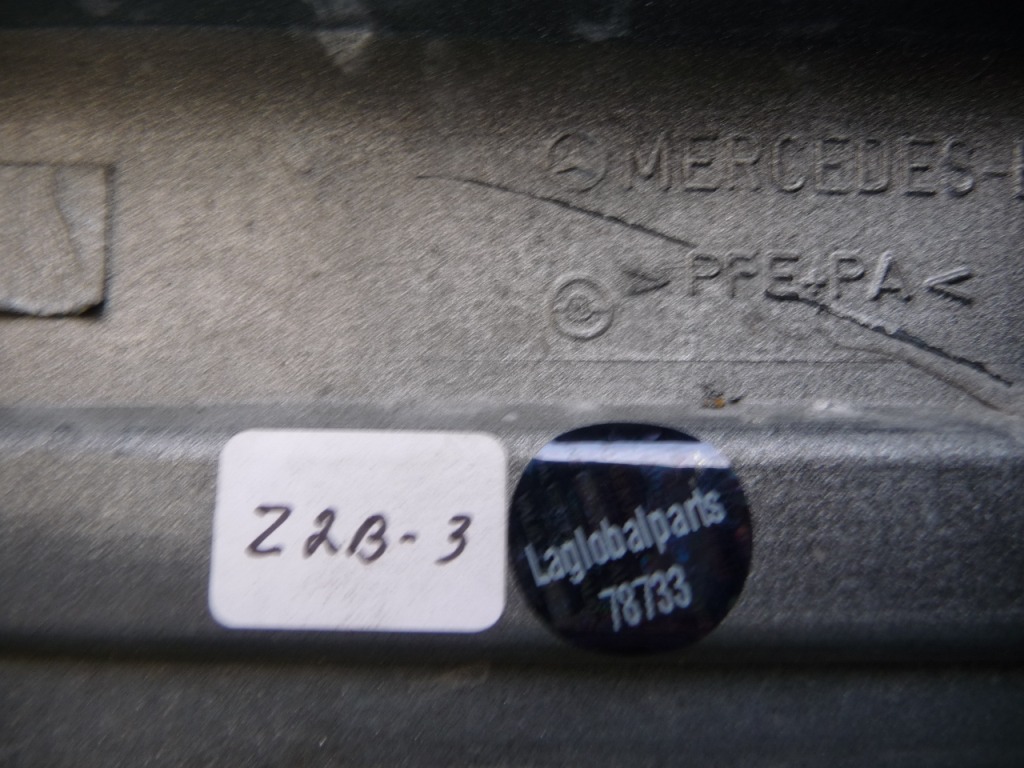 MERCEDES-
>PFE+PA<
Z2B-3
Laglobalparts
78733